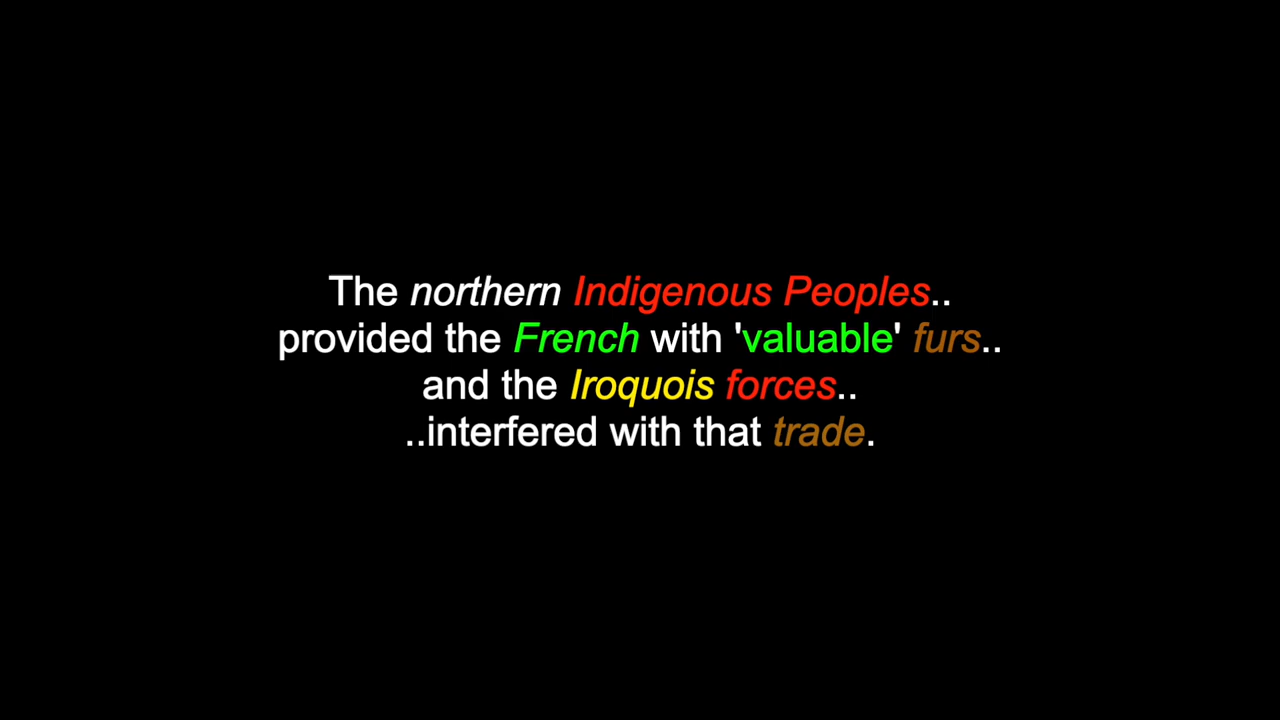 The northern Indigenous Peoples..
provided the French with 'valuable' furs..
and the Iroquois forces..
..interfered with that trade.